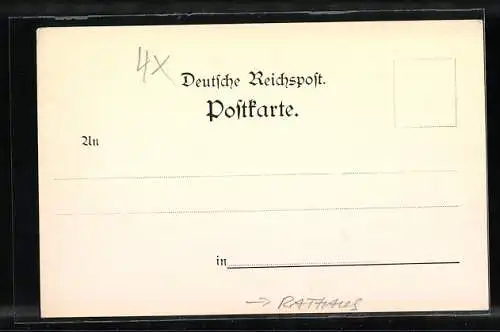 4x
Deutsche Reichspost.
Postkarte.
An
in
→ RATHAUS